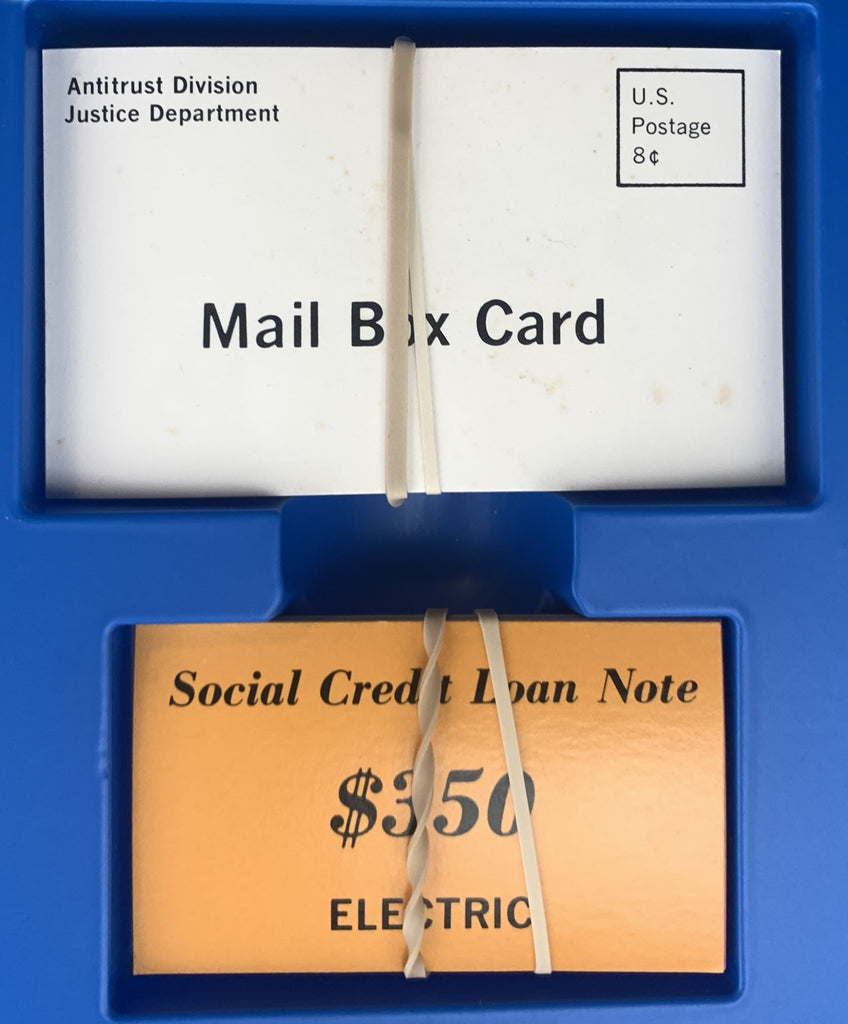 Antitrust Division
Justice Department
U.S.
Postage
8¢
Mail Box Card
Social Credit Loan Note
$350
ELECTRIC